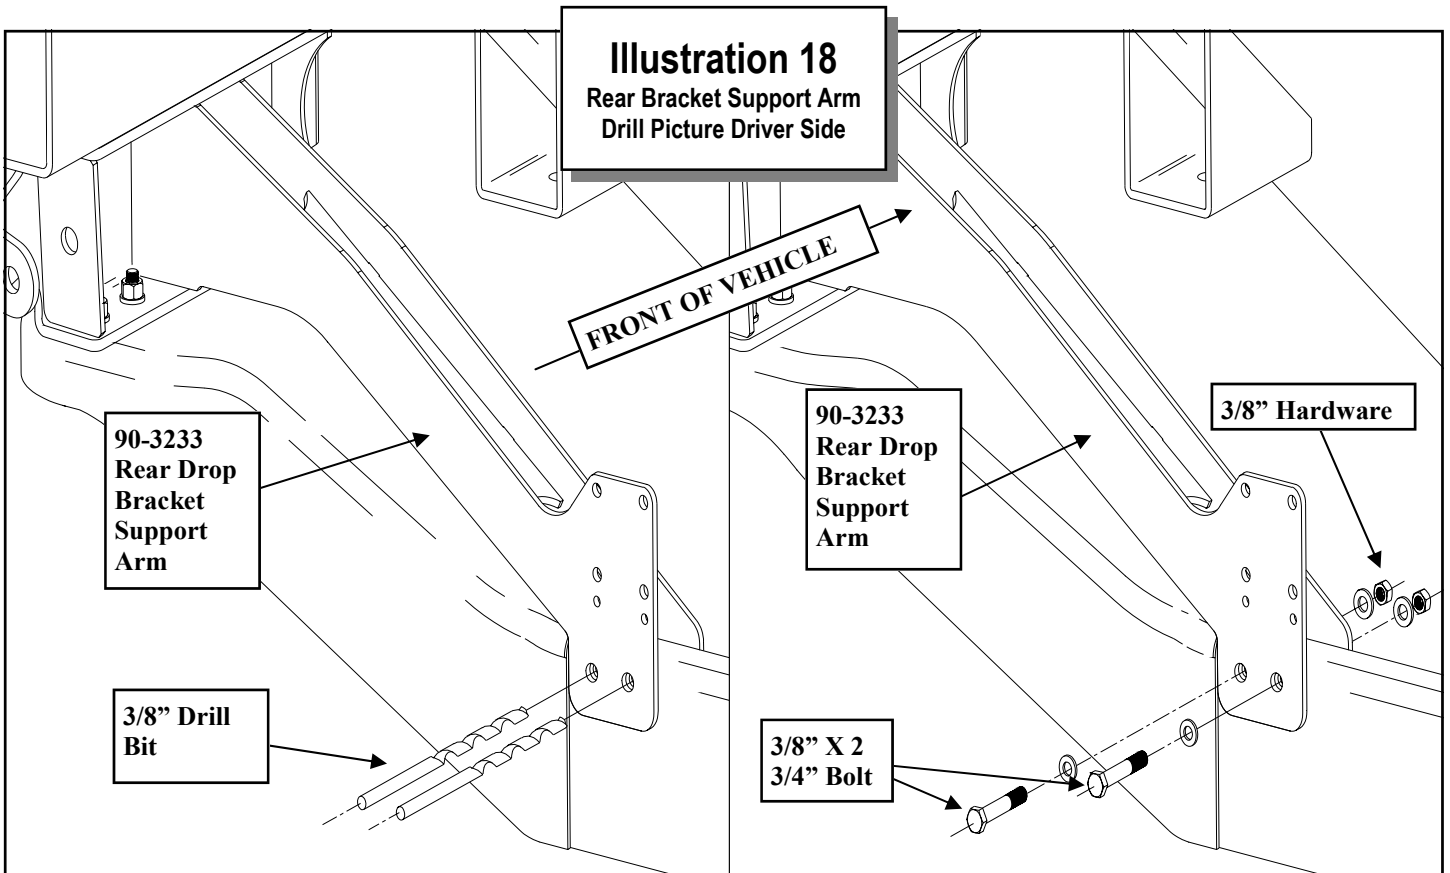 Illustration 18
Rear Bracket Support Arm
Drill Picture Driver Side
FRONT OF VEHICLE
90-3233
Rear Drop
Bracket
Support
Arm
3/8” Drill
Bit
90-3233
Rear Drop
Bracket
Support
Arm
3/8” Hardware
3/8” X 2
3/4” Bolt